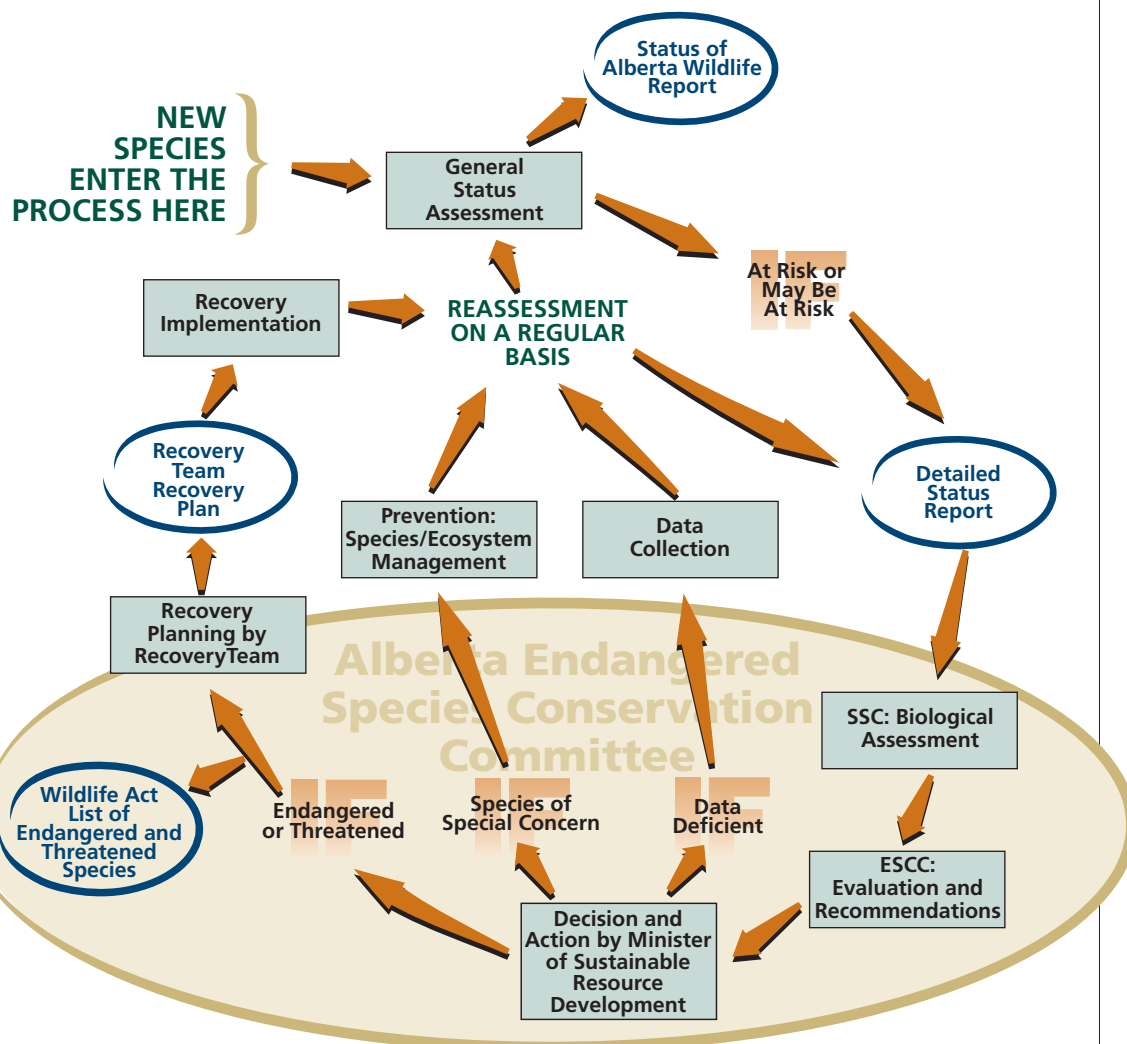 Status of
Alberta Wildlife
Report
NEW
SPECIES
ENTER THE
PROCESS HERE
General
Status
Assessment
IF
At Risk or
May Be
At Risk
Recovery
Implementation
REASSESSMENT
ON A REGULAR
BASIS
Recovery
Team
Recovery
Plan
Detailed
Status
Report
Prevention:
Species/Ecosystem
Management
Data
Collection
Recovery
Planning by
RecoveryTeam
Alberta Endangered
Species Conservation
Committee
SSC: Biological
Assessment
Wildlife Act
List of
Endangered and
Threatened
Species
IF
Endangered
or Threatened
IF
Species of
Special Concern
IF
Data
Deficient
ESCC:
Evaluation and
Recommendations
Decision and
Action by Minister
of Sustainable
Resource
Development